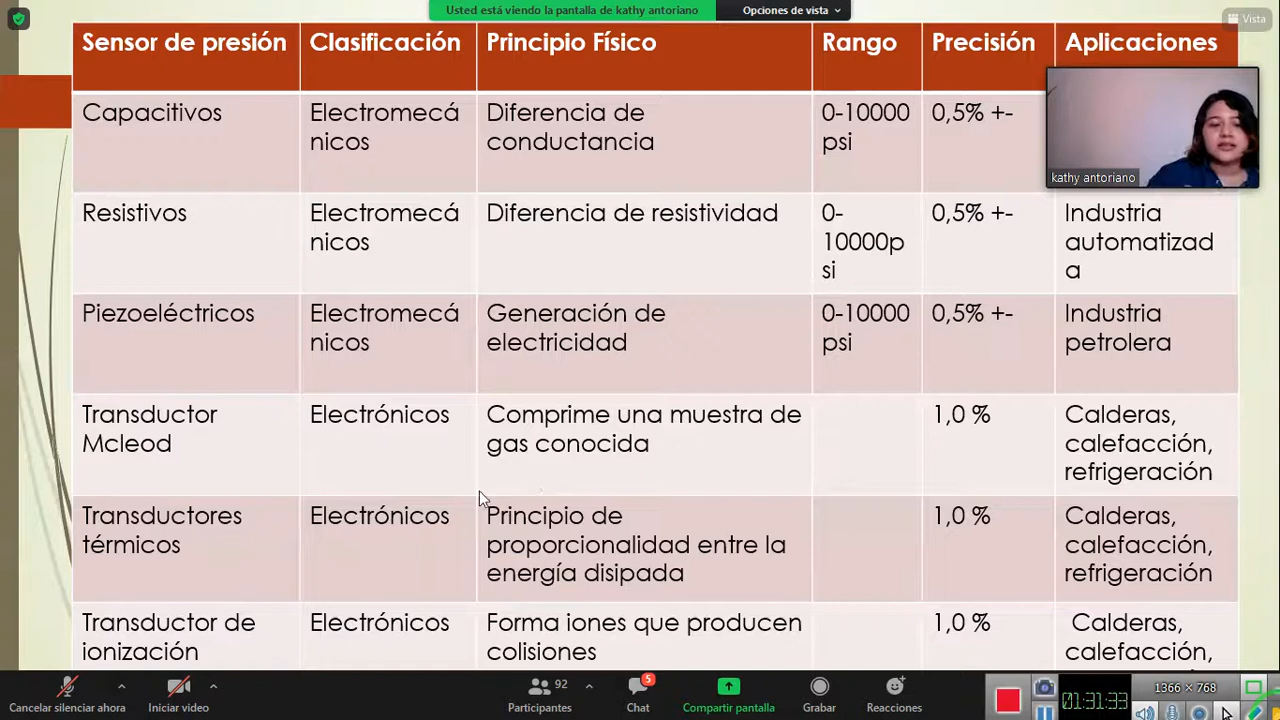 Usted está viendo la pantalla de kathy antoriano
Opciones de vista
Vista
Sensor de presión
Clasificación
Principio Físico
Rango
Precisión
Aplicaciones
Capacitivos
Electromecá
nicos
Diferencia de
conductancia
0-10000
psi
0,5% +-
kathy antoriano
Resistivos
Electromecá
nicos
Diferencia de resistividad
0-
10000p
si
0,5% +-
Industria
automatizad
a
Piezoeléctricos
Electromecá
nicos
Generación de
electricidad
0-10000
psi
0,5% +-
Industria
petrolera
Transductor
Mcleod
Electrónicos
Comprime una muestra de
gas conocida
1,0 %
Calderas,
calefacción,
refrigeración
Transductores
térmicos
Electrónicos
Principio de
proporcionalidad entre la
energía disipada
1,0 %
Calderas,
calefacción,
refrigeración
Transductor de
ionización
Electrónicos
Forma iones que producen
colisiones
1,0 %
Calderas,
calefacción,
Cancelar silenciar ahora
Iniciar video
92
Participantes
5
Chat
Compartir pantalla
Grabar
Reacciones
01:31:33
1366 × 768